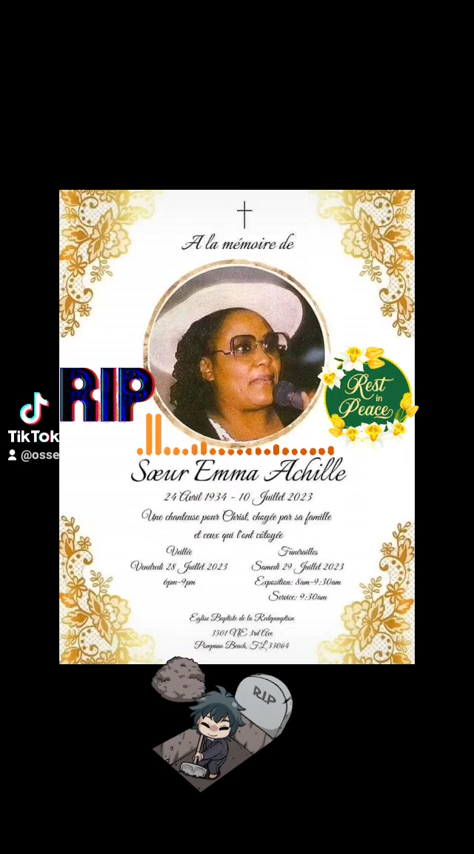 A la mémoire de
RIP
Rest
in
Peace
TikTok
@osse
Sœur Emma Achille
24 Avril 1934 - 10 Juillet 2023
Une chanteuse pour Christ, choyée par sa famille
et ceux qui l'ont côtoyée
Veillée
Vendredi 28 Juillet 2023
6pm-9pm
Funérailles
Samedi 29 Juillet 2023
Exposition: 8am-9:30am
Service: 9:30am
Eglise Baptiste de la Redemption
3501 NE 3rd Ave
Pompano Beach, FL 33064
RIP